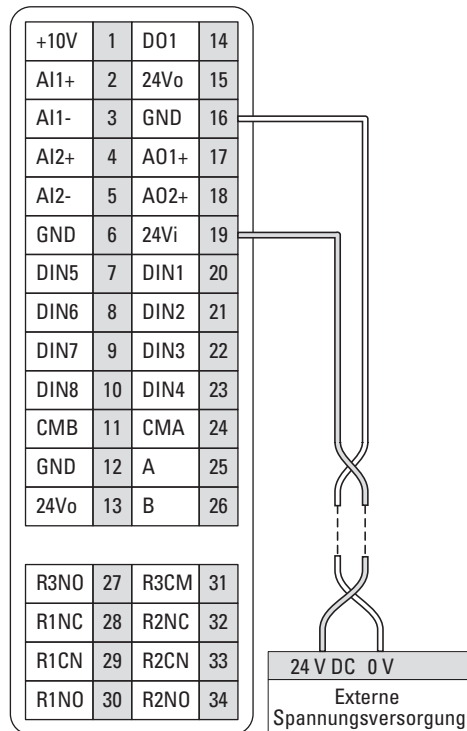 +10V 1 DO1 14
AI1+ 2 24Vo 15
AI1- 3 GND 16
AI2+ 4 AO1+ 17
AI2- 5 AO2+ 18
GND 6 24Vi 19
DIN5 7 DIN1 20
DIN6 8 DIN2 21
DIN7 9 DIN3 22
DIN8 10 DIN4 23
CMB 11 CMA 24
GND 12 A 25
24Vo 13 B 26
R3NO 27 R3CM 31
R1NC 28 R2NC 32
R1CN 29 R2CN 33
R1NO 30 R2NO 34
24 V DC 0 V
Externe
Spannungsversorgung